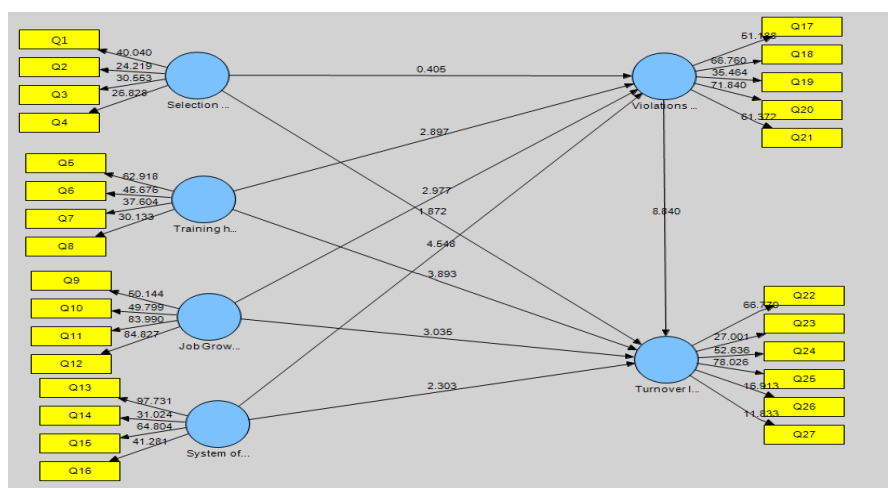 Q1
40.040
Q2
24.219
Q3
30.553
Q4
26.828
Selection ...
0.405
Q17
51.188
Q18
66.760
Q19
35.464
Q20
71.840
Q21
61.372
Violations ...
2.897
Q5
62.918
Q6
45.676
Q7
37.604
Q8
30.133
Training h...
2.977
1.872
8.840
4.548
3.893
Q9
50.144
Q10
49.799
Q11
83.990
Q12
84.827
Job Grow...
3.035
Q22
66.770
Q23
27.001
Q24
52.636
Q25
78.026
Q26
16.913
Q27
11.833
Turnover I...
2.303
Q13
97.731
Q14
31.024
Q15
64.804
Q16
41.281
System of...